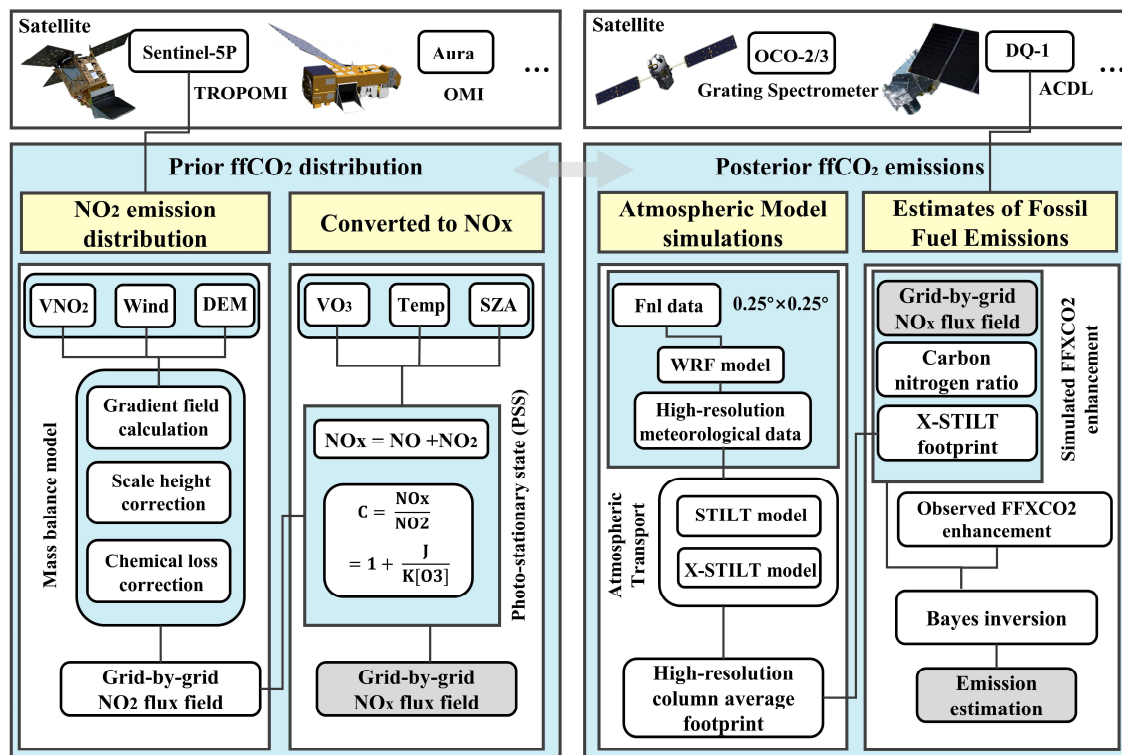 Satellite
Sentinel-5P
TROPOMI
Aura
OMI
...
Satellite
OCO-2/3
Grating Spectrometer
DQ-1
ACDL
...
Prior ffCO₂ distribution
NO₂ emission
distribution
Converted to NOx
VNO₂
Wind
DEM
Mass balance model
Gradient field
calculation
Scale height
correction
Chemical loss
correction
Grid-by-grid
NO₂ flux field
VO₃
Temp
SZA
NOx = NO +NO₂
C = NOx / NO2
= 1 + J / K[O3]
Photo-stationary state (PSS)
Grid-by-grid
NOx flux field
Posterior ffCO₂ emissions
Atmospheric Model
simulations
Estimates of Fossil
Fuel Emissions
Fnl data
0.25°×0.25°
WRF model
High-resolution
meteorological data
Atmospheric
Transport
STILT model
X-STILT model
High-resolution
column average
footprint
Grid-by-grid
NOx flux field
Carbon
nitrogen ratio
X-STILT
footprint
Simulated FFXCO2
enhancement
Observed FFXCO2
enhancement
Bayes inversion
Emission
estimation